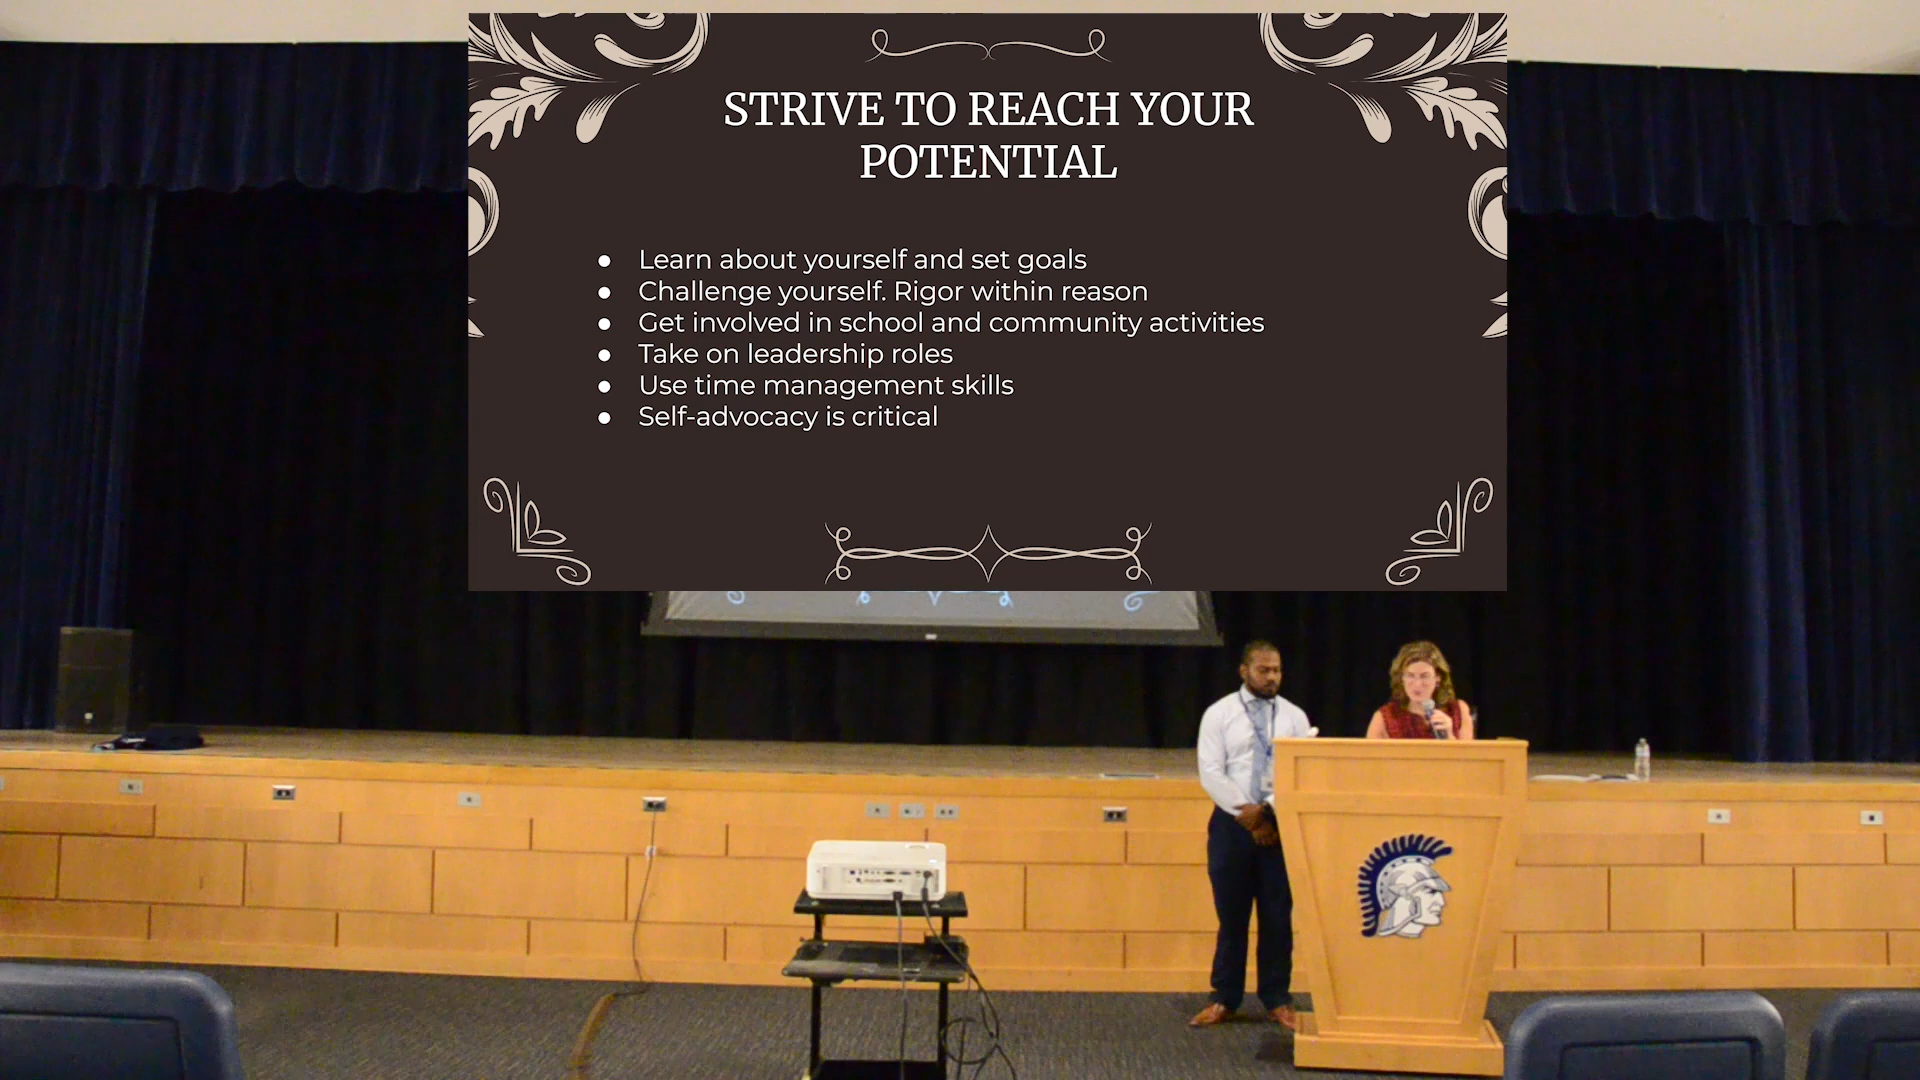 STRIVE TO REACH YOUR
POTENTIAL
● Learn about yourself and set goals
● Challenge yourself. Rigor within reason
● Get involved in school and community activities
● Take on leadership roles
● Use time management skills
● Self-advocacy is critical